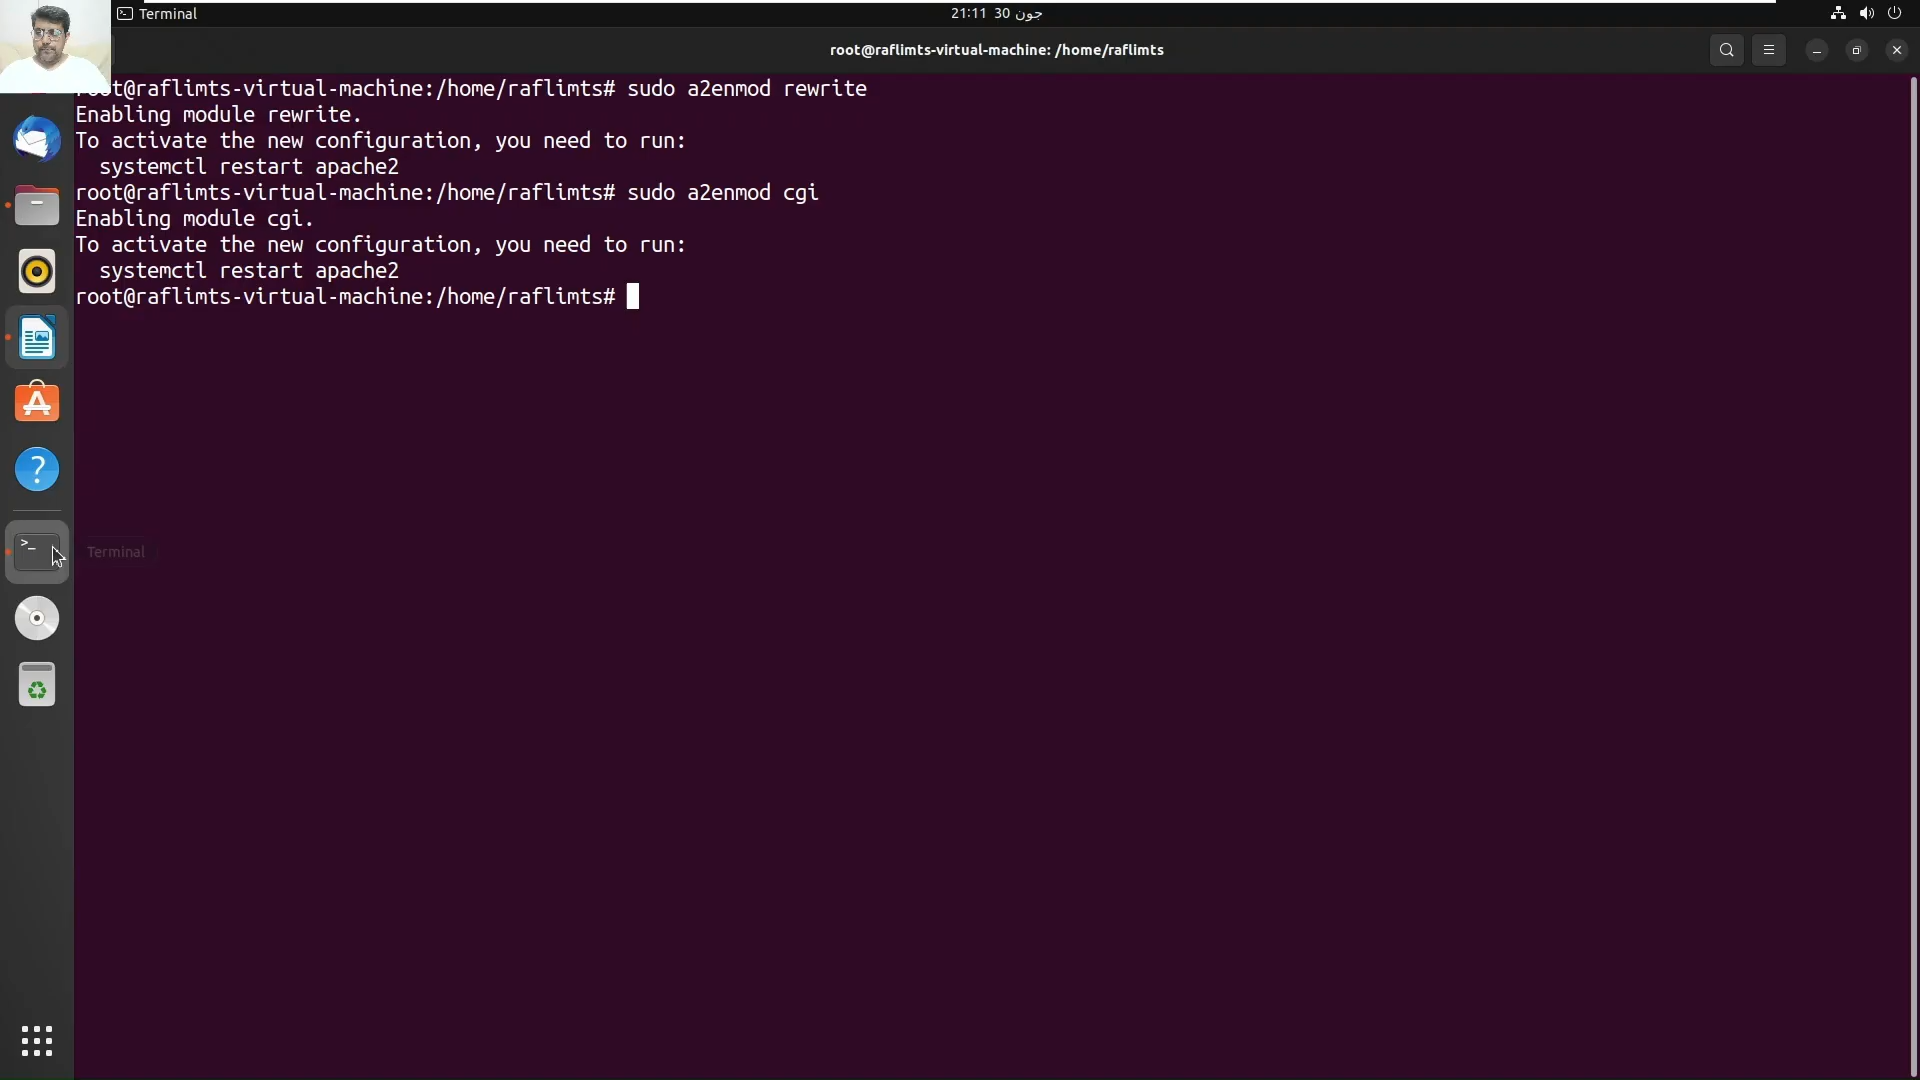 Terminal
21:11 30 جون
root@raflimts-virtual-machine: /home/raflimts
root@raflimts-virtual-machine:/home/raflimts# sudo a2enmod rewrite
Enabling module rewrite.
To activate the new configuration, you need to run:
  systemctl restart apache2
root@raflimts-virtual-machine:/home/raflimts# sudo a2enmod cgi
Enabling module cgi.
To activate the new configuration, you need to run:
  systemctl restart apache2
root@raflimts-virtual-machine:/home/raflimts#
Terminal